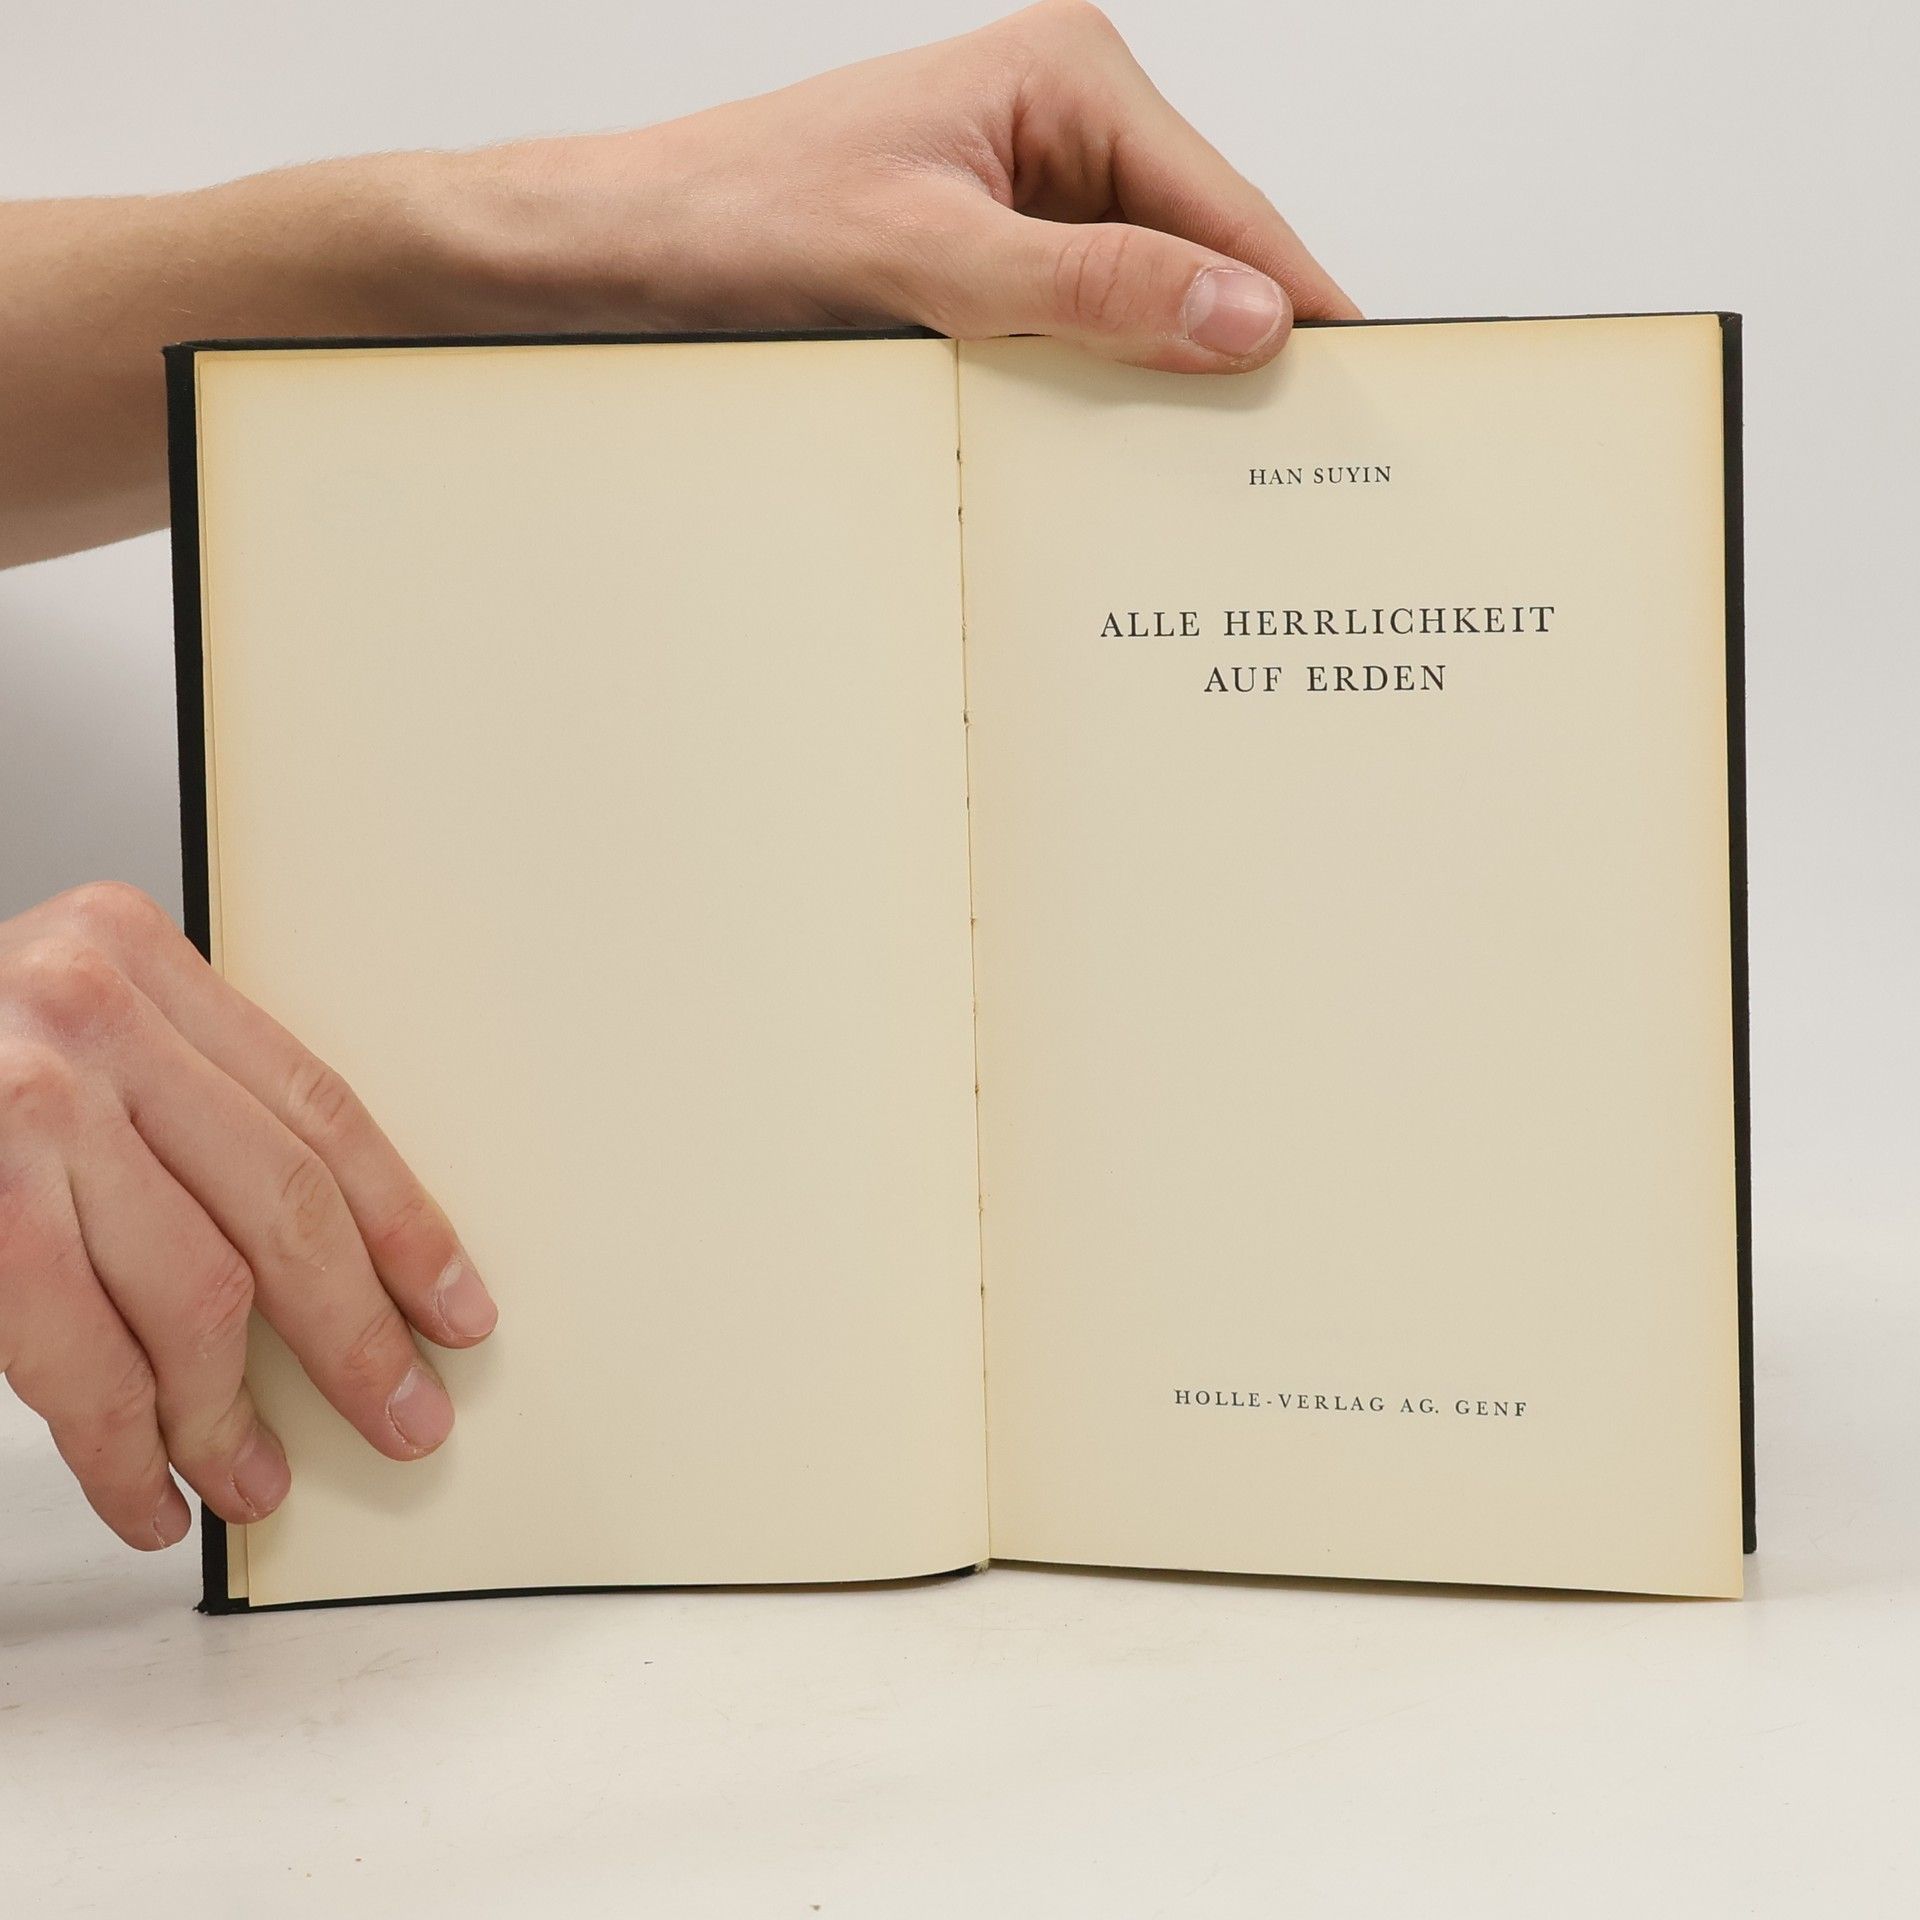 HAN SUYIN
ALLE HERRLICHKEIT
AUF ERDEN
HOLLE-VERLAG AG. GENF